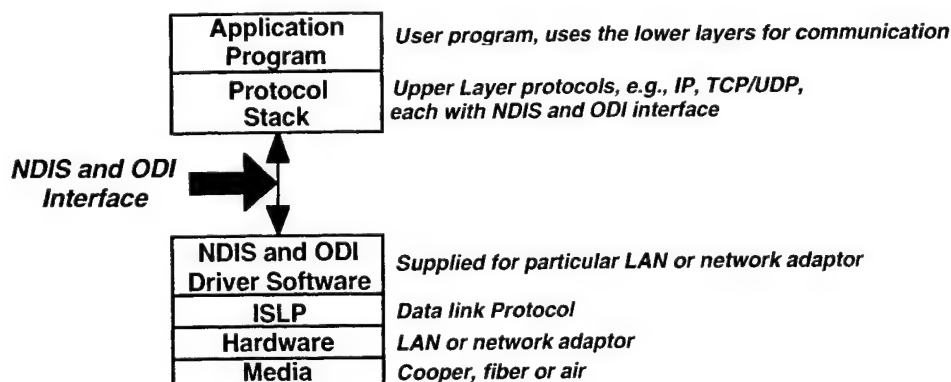 Application
Program
User program, uses the lower layers for communication
Protocol
Stack
Upper Layer protocols, e.g., IP, TCP/UDP,
each with NDIS and ODI interface
NDIS and ODI
Interface
NDIS and ODI
Driver Software
Supplied for particular LAN or network adaptor
ISLP
Data link Protocol
Hardware
LAN or network adaptor
Media
Cooper, fiber or air